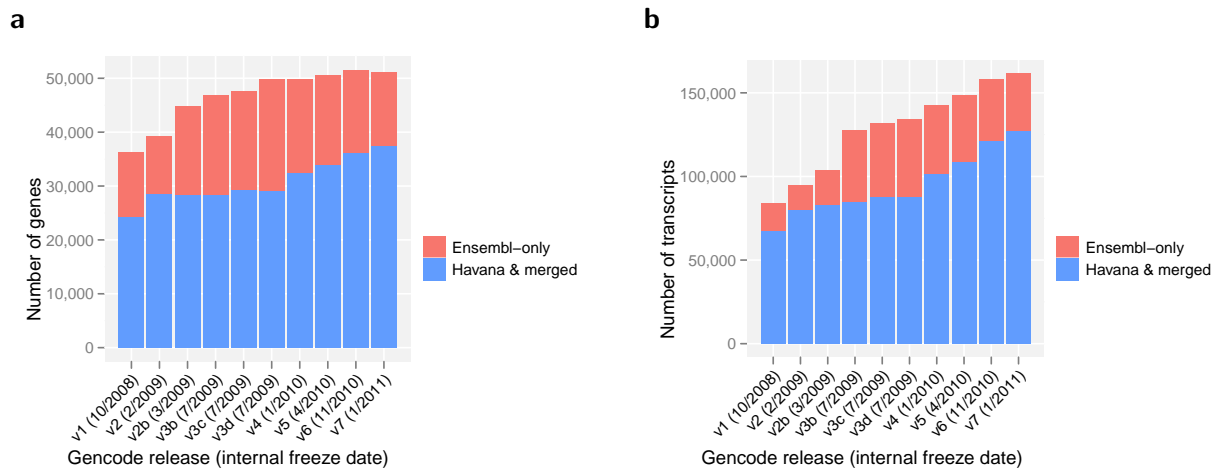 a
Number of genes
50,000
40,000
30,000
20,000
10,000
0
v1 (10/2008)
v2 (2/2009)
v2b (3/2009)
v3b (7/2009)
v3c (7/2009)
v3d (7/2009)
v4 (1/2010)
v5 (4/2010)
v6 (11/2010)
v7 (1/2011)
Gencode release (internal freeze date)
Ensembl−only
Havana & merged
b
Number of transcripts
150,000
100,000
50,000
0
v1 (10/2008)
v2 (2/2009)
v2b (3/2009)
v3b (7/2009)
v3c (7/2009)
v3d (7/2009)
v4 (1/2010)
v5 (4/2010)
v6 (11/2010)
v7 (1/2011)
Gencode release (internal freeze date)
Ensembl−only
Havana & merged